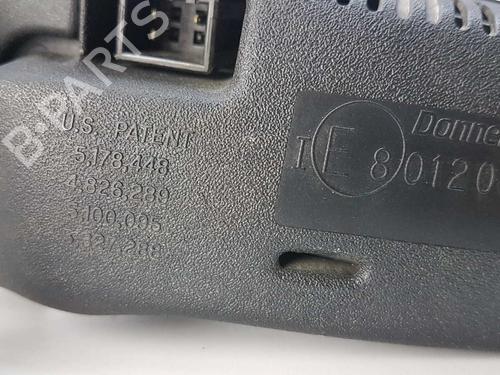 B-PARTS
U.S. PATENT
5,178,448
4,826,289
5,100,095
Donne
I E 80120